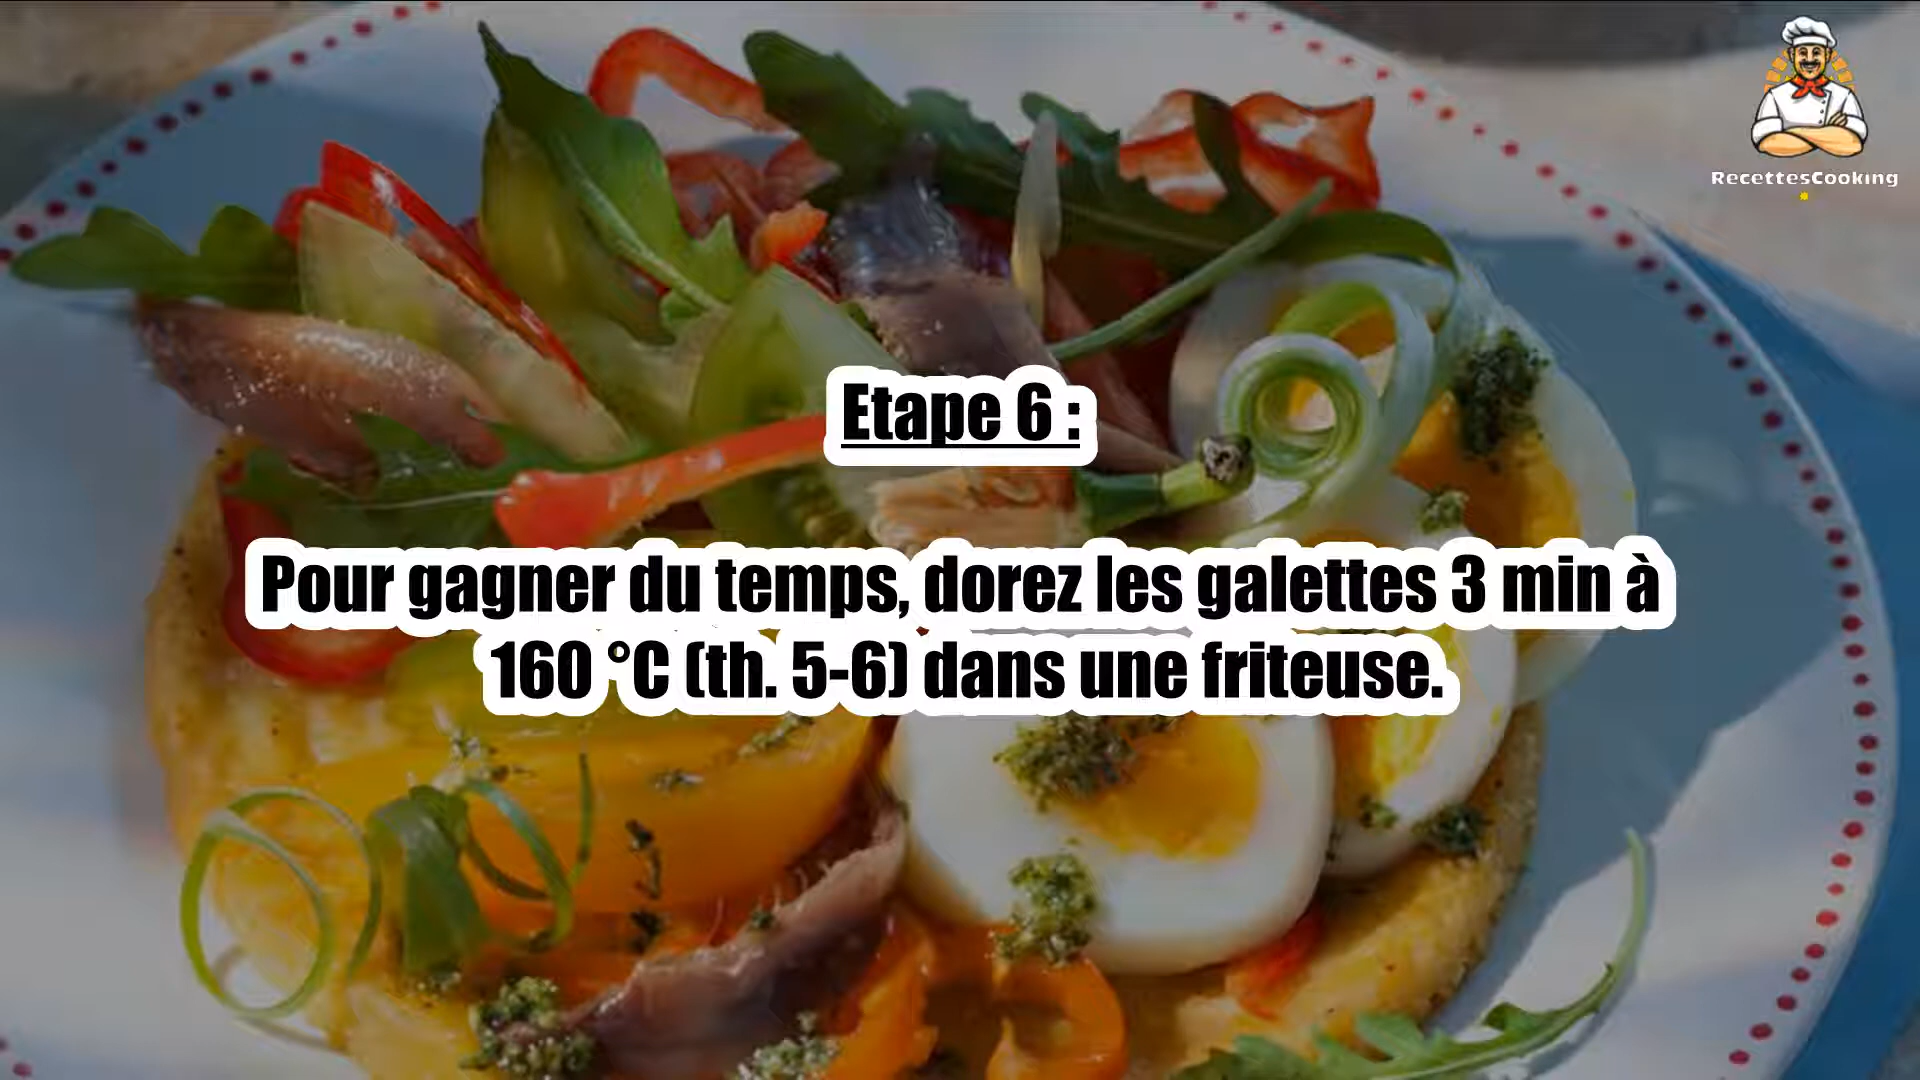 RecettesCooking
Etape 6 :
Pour gagner du temps, dorez les galettes 3 min à
160 °C (th. 5-6) dans une friteuse.